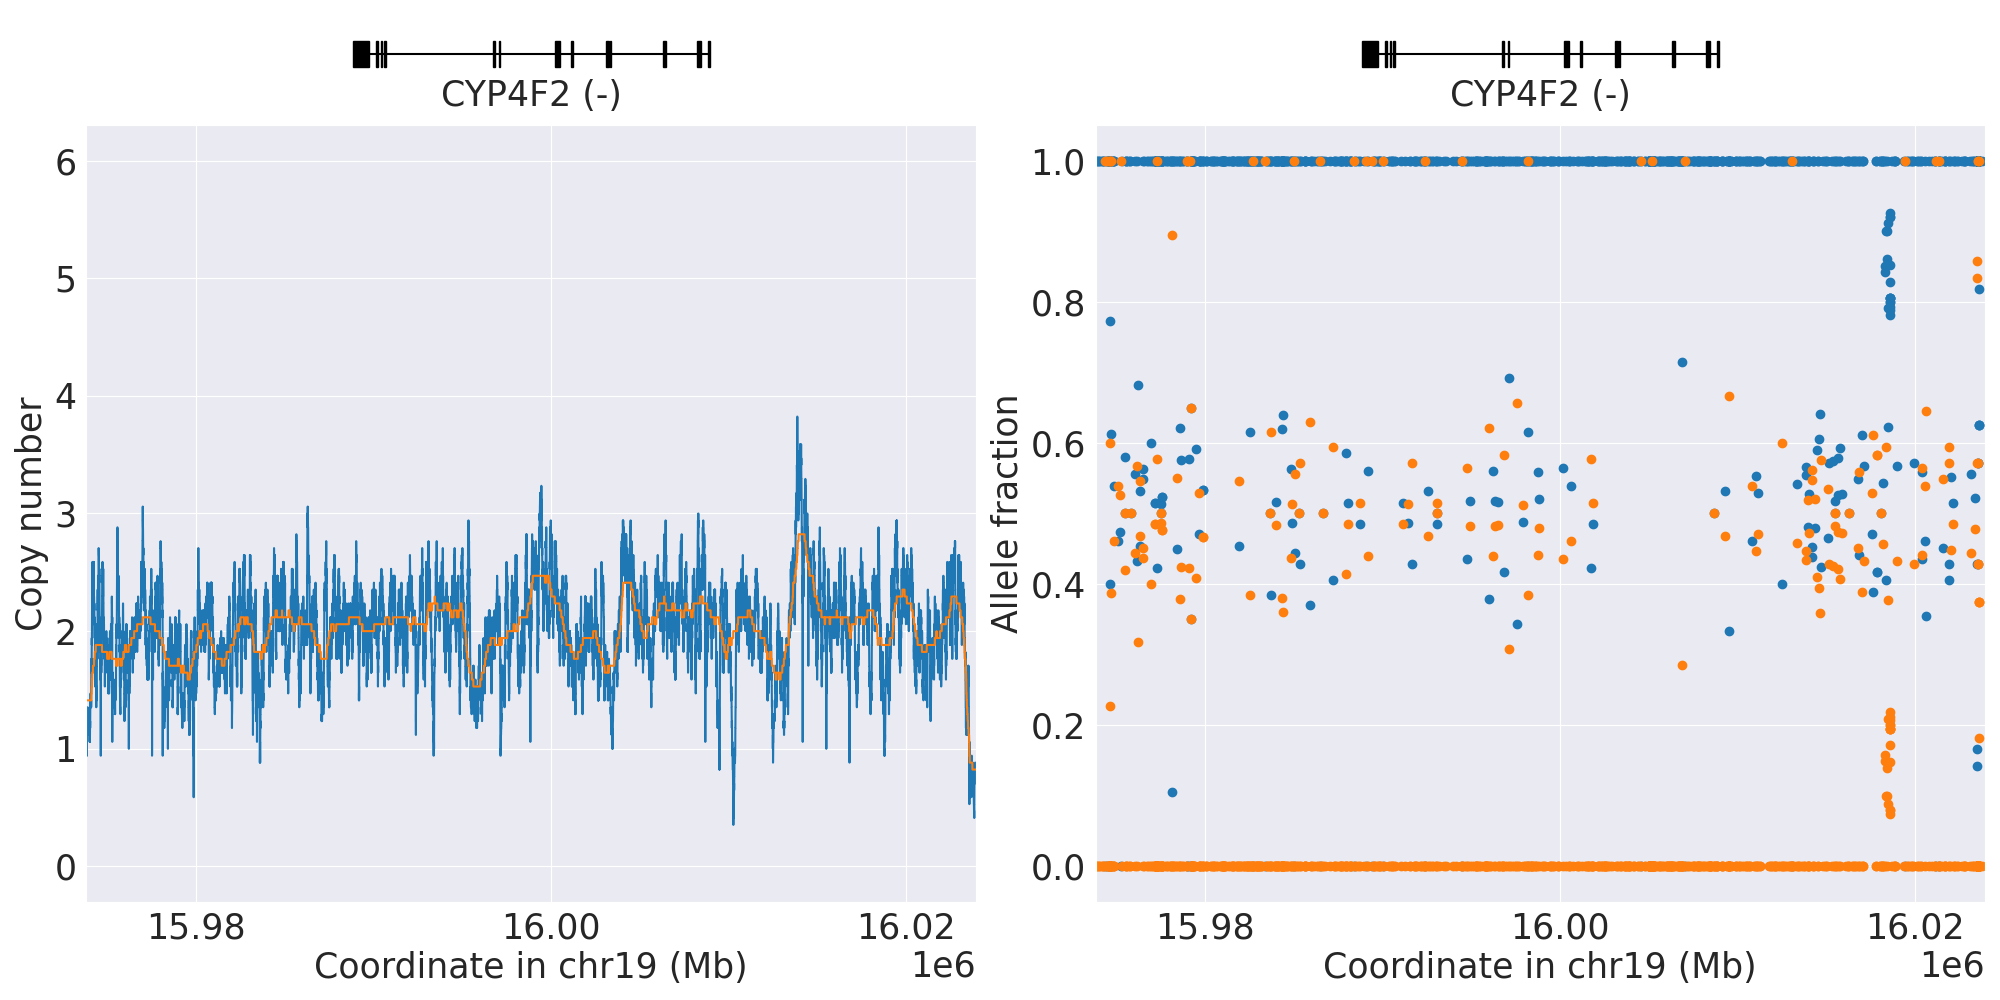 CYP4F2 (-)
6
5
4
3
2
1
0
Copy number
15.98
16.00
16.02
Coordinate in chr19 (Mb)
1e6
CYP4F2 (-)
1.0
0.8
0.6
0.4
0.2
0.0
Allele fraction
15.98
16.00
16.02
Coordinate in chr19 (Mb)
1e6